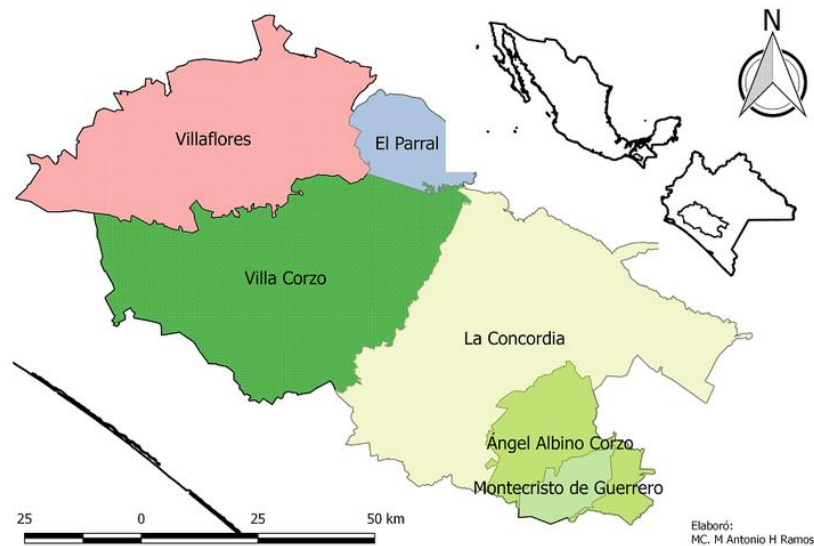 N
Villaflores
El Parral
Villa Corzo
La Concordia
Ángel Albino Corzo
Montecristo de Guerrero
25 0 25 50 km
Elaboró:
MC. M Antonio H Ramos